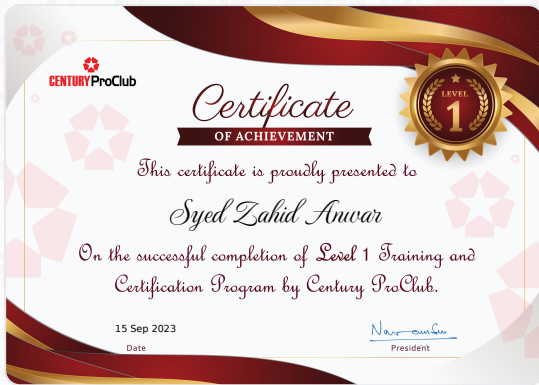 CENTURY ProClub
LEVEL
1
Certificate
OF ACHIEVEMENT
This certificate is proudly presented to
Syed Zahid Anwar
On the successful completion of Level 1 Training and
Certification Program by Century ProClub.
15 Sep 2023
Date
President